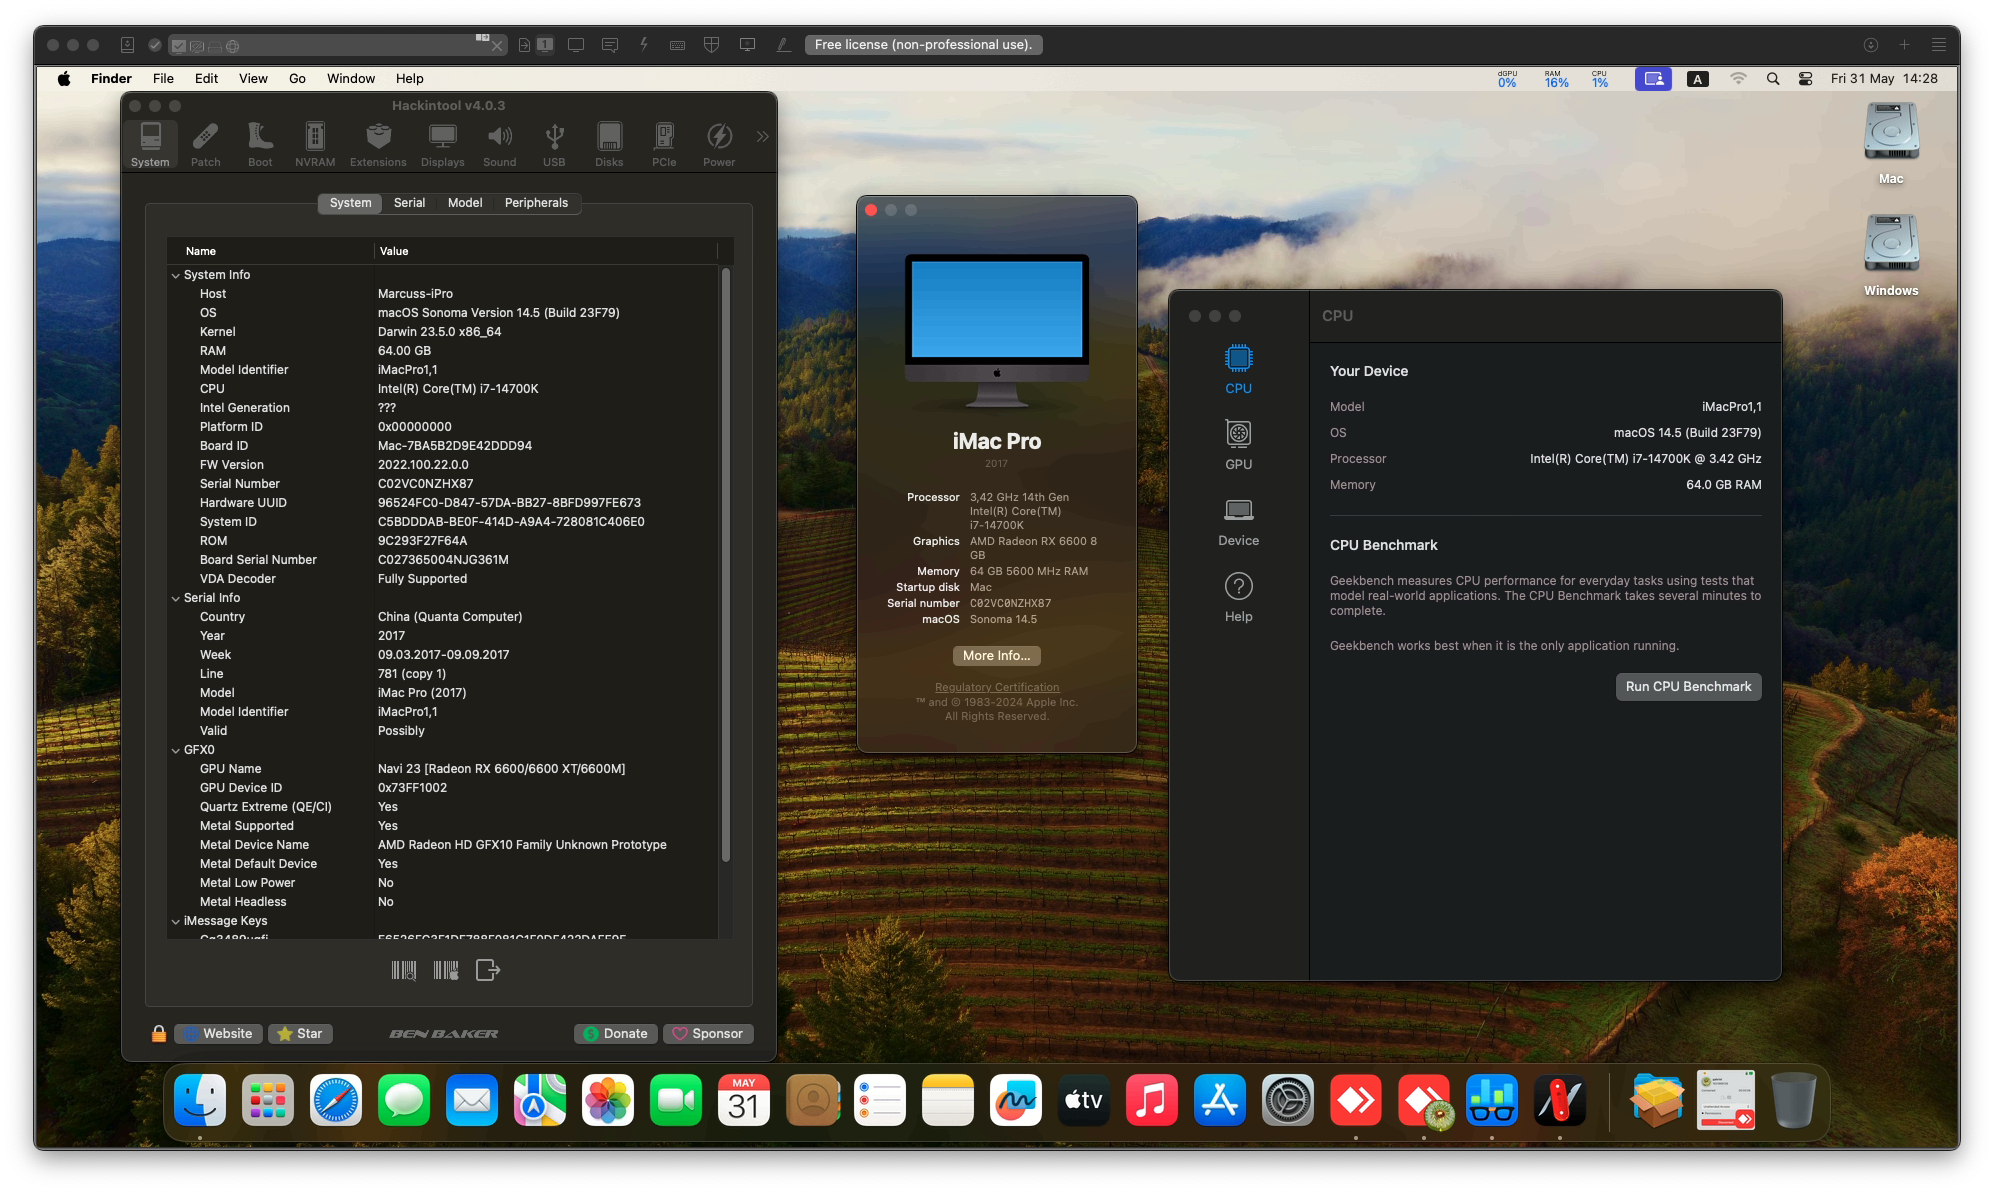 1
Free license (non-professional use).
Finder File Edit View Go Window Help
dGPU 0% RAM 16% CPU 1% A Fri 31 May 14:28
Hackintool v4.0.3
System Patch Boot NVRAM Extensions Displays Sound USB Disks PCIe Power
System Serial Model Peripherals
Name Value
System Info
Host Marcuss-iPro
OS macOS Sonoma Version 14.5 (Build 23F79)
Kernel Darwin 23.5.0 x86_64
RAM 64.00 GB
Model Identifier iMacPro1,1
CPU Intel(R) Core(TM) i7-14700K
Intel Generation ???
Platform ID 0x00000000
Board ID Mac-7BA5B2D9E42DDD94
FW Version 2022.100.22.0.0
Serial Number C02VC0NZHX87
Hardware UUID 96524FC0-D847-57DA-BB27-8BFD997FE673
System ID C5BDDDAB-BE0F-414D-A9A4-728081C406E0
ROM 9C293F27F64A
Board Serial Number C027365004NJG361M
VDA Decoder Fully Supported
Serial Info
Country China (Quanta Computer)
Year 2017
Week 09.03.2017-09.09.2017
Line 781 (copy 1)
Model iMac Pro (2017)
Model Identifier iMacPro1,1
Valid Possibly
GFX0
GPU Name Navi 23 [Radeon RX 6600/6600 XT/6600M]
GPU Device ID 0x73FF1002
Quartz Extreme (QE/CI) Yes
Metal Supported Yes
Metal Device Name AMD Radeon HD GFX10 Family Unknown Prototype
Metal Default Device Yes
Metal Low Power No
Metal Headless No
iMessage Keys
Website Star BEN BAKER Donate Sponsor
iMac Pro
2017
Processor 3,42 GHz 14th Gen
Intel(R) Core(TM)
i7-14700K
Graphics AMD Radeon RX 6600 8
GB
Memory 64 GB 5600 MHz RAM
Startup disk Mac
Serial number C02VC0NZHX87
macOS Sonoma 14.5
More Info...
Regulatory Certification
™ and © 1983-2024 Apple Inc.
All Rights Reserved.
CPU
GPU
Device
Help
CPU
Your Device
Model iMacPro1,1
OS macOS 14.5 (Build 23F79)
Processor Intel(R) Core(TM) i7-14700K @ 3.42 GHz
Memory 64.0 GB RAM
CPU Benchmark
Geekbench measures CPU performance for everyday tasks using tests that
model real-world applications. The CPU Benchmark takes several minutes to
complete.
Geekbench works best when it is the only application running.
Run CPU Benchmark
Mac
Windows
MAY
31
tv